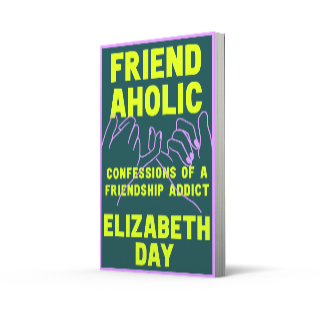 FRIEND
AHOLIC
CONFESSIONS OF A
FRIENDSHIP ADDICT
ELIZABETH
DAY